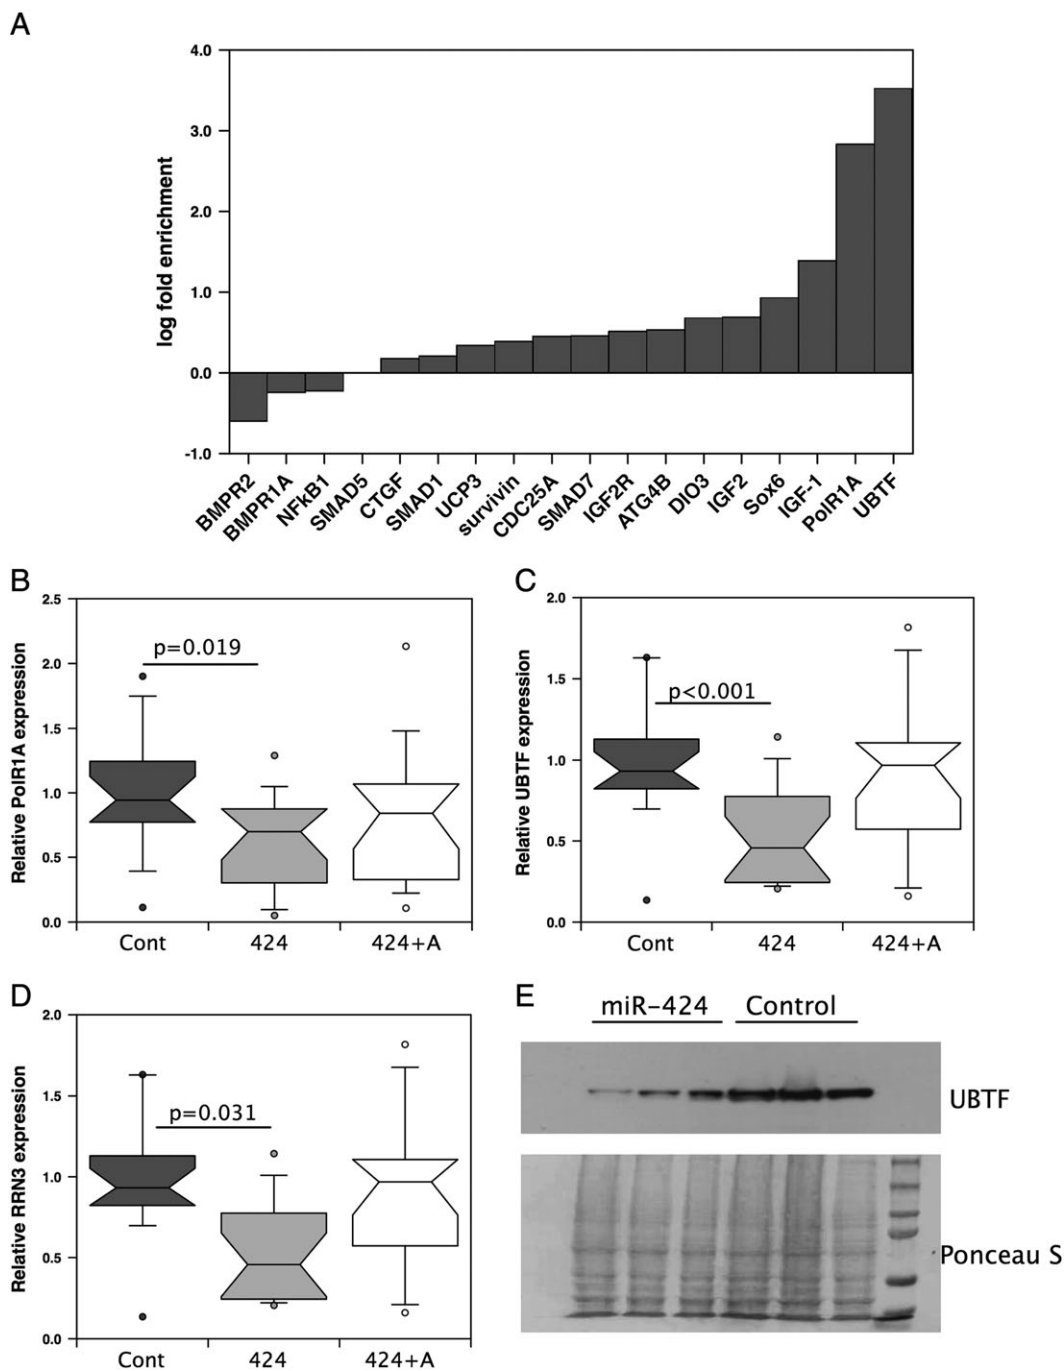 A
4.0
3.0
2.0
1.0
0.0
-1.0
log fold enrichment
BMPR2
BMPR1A
NFkB1
SMAD5
CTGF
SMAD1
UCP3
survivin
CDC25A
SMAD7
IGF2R
ATG4B
DIO3
IGF2
Sox6
IGF-1
PolR1A
UBTF
B
2.5
2.0
1.5
1.0
0.5
0.0
Relative PolR1A expression
p=0.019
Cont 424 424+A
C
2.0
1.5
1.0
0.5
0.0
Relative UBTF expression
p<0.001
Cont 424 424+A
D
2.0
1.5
1.0
0.5
0.0
Relative RRN3 expression
p=0.031
Cont 424 424+A
E
miR-424 Control
UBTF
Ponceau S